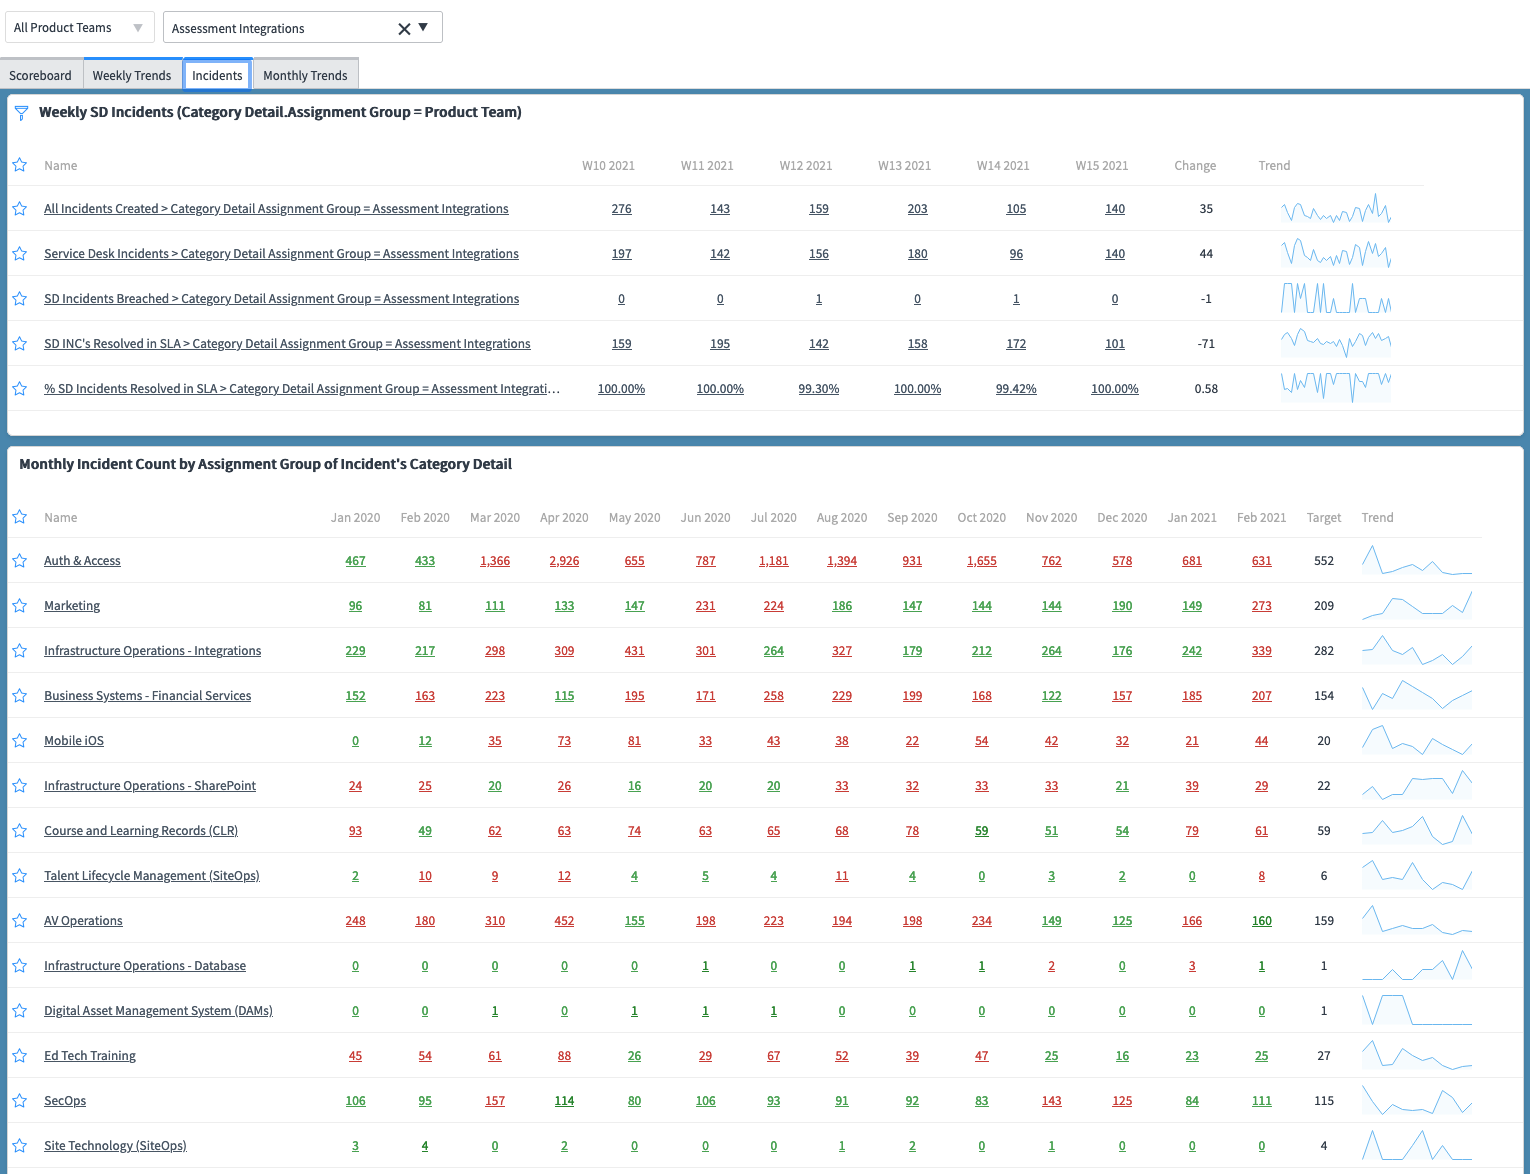 All Product Teams
Assessment Integrations
Scoreboard Weekly Trends Incidents Monthly Trends
Weekly SD Incidents (Category Detail.Assignment Group = Product Team)
Name W10 2021 W11 2021 W12 2021 W13 2021 W14 2021 W15 2021 Change Trend
All Incidents Created > Category Detail Assignment Group = Assessment Integrations 276 143 159 203 105 140 35
Service Desk Incidents > Category Detail Assignment Group = Assessment Integrations 197 142 156 180 96 140 44
SD Incidents Breached > Category Detail Assignment Group = Assessment Integrations 0 0 1 0 1 0 -1
SD INC's Resolved in SLA > Category Detail Assignment Group = Assessment Integrations 159 195 142 158 172 101 -71
% SD Incidents Resolved in SLA > Category Detail Assignment Group = Assessment Integrati... 100.00% 100.00% 99.30% 100.00% 99.42% 100.00% 0.58
Monthly Incident Count by Assignment Group of Incident's Category Detail
Name Jan 2020 Feb 2020 Mar 2020 Apr 2020 May 2020 Jun 2020 Jul 2020 Aug 2020 Sep 2020 Oct 2020 Nov 2020 Dec 2020 Jan 2021 Feb 2021 Target Trend
Auth & Access 467 433 1,366 2,926 655 787 1,181 1,394 931 1,655 762 578 681 631 552
Marketing 96 81 111 133 147 231 224 186 147 144 144 190 149 273 209
Infrastructure Operations - Integrations 229 217 298 309 431 301 264 327 179 212 264 176 242 339 282
Business Systems - Financial Services 152 163 223 115 195 171 258 229 199 168 122 157 185 207 154
Mobile iOS 0 12 35 73 81 33 43 38 22 54 42 32 21 44 20
Infrastructure Operations - SharePoint 24 25 20 26 16 20 20 33 32 33 33 21 39 29 22
Course and Learning Records (CLR) 93 49 62 63 74 63 65 68 78 59 51 54 79 61 59
Talent Lifecycle Management (SiteOps) 2 10 9 12 4 5 4 11 4 0 3 2 0 8 6
AV Operations 248 180 310 452 155 198 223 194 198 234 149 125 166 160 159
Infrastructure Operations - Database 0 0 0 0 0 1 0 0 1 1 2 0 3 1 1
Digital Asset Management System (DAMs) 0 0 1 0 1 1 1 0 0 0 0 0 0 0 1
Ed Tech Training 45 54 61 88 26 29 67 52 39 47 25 16 23 25 27
SecOps 106 95 157 114 80 106 93 91 92 83 143 125 84 111 115
Site Technology (SiteOps) 3 4 0 2 0 0 0 1 2 0 1 0 0 0 4